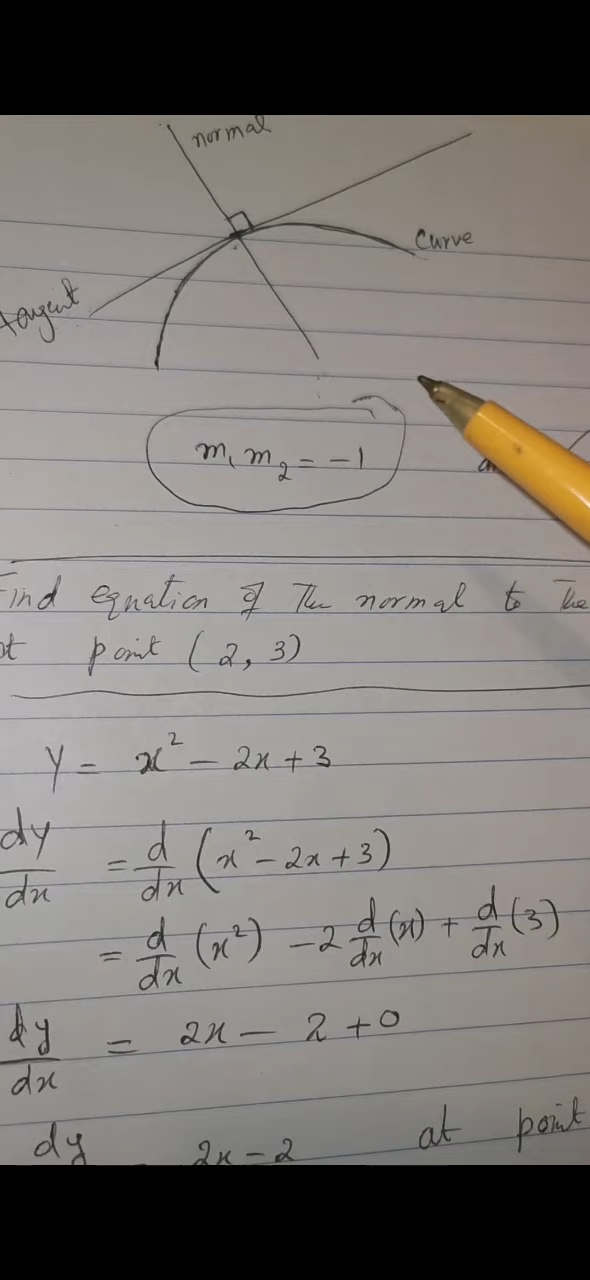 normal
Curve
tangent
m₁ m₂ = -1
Find equation of The normal to The
at point (2, 3)
y = x² - 2x + 3
dy/dx = d/dx (x² - 2x + 3)
= d/dx (x²) - 2 d/dx (x) + d/dx (3)
dy/dx = 2x - 2 + 0
dy 2x - 2 at point